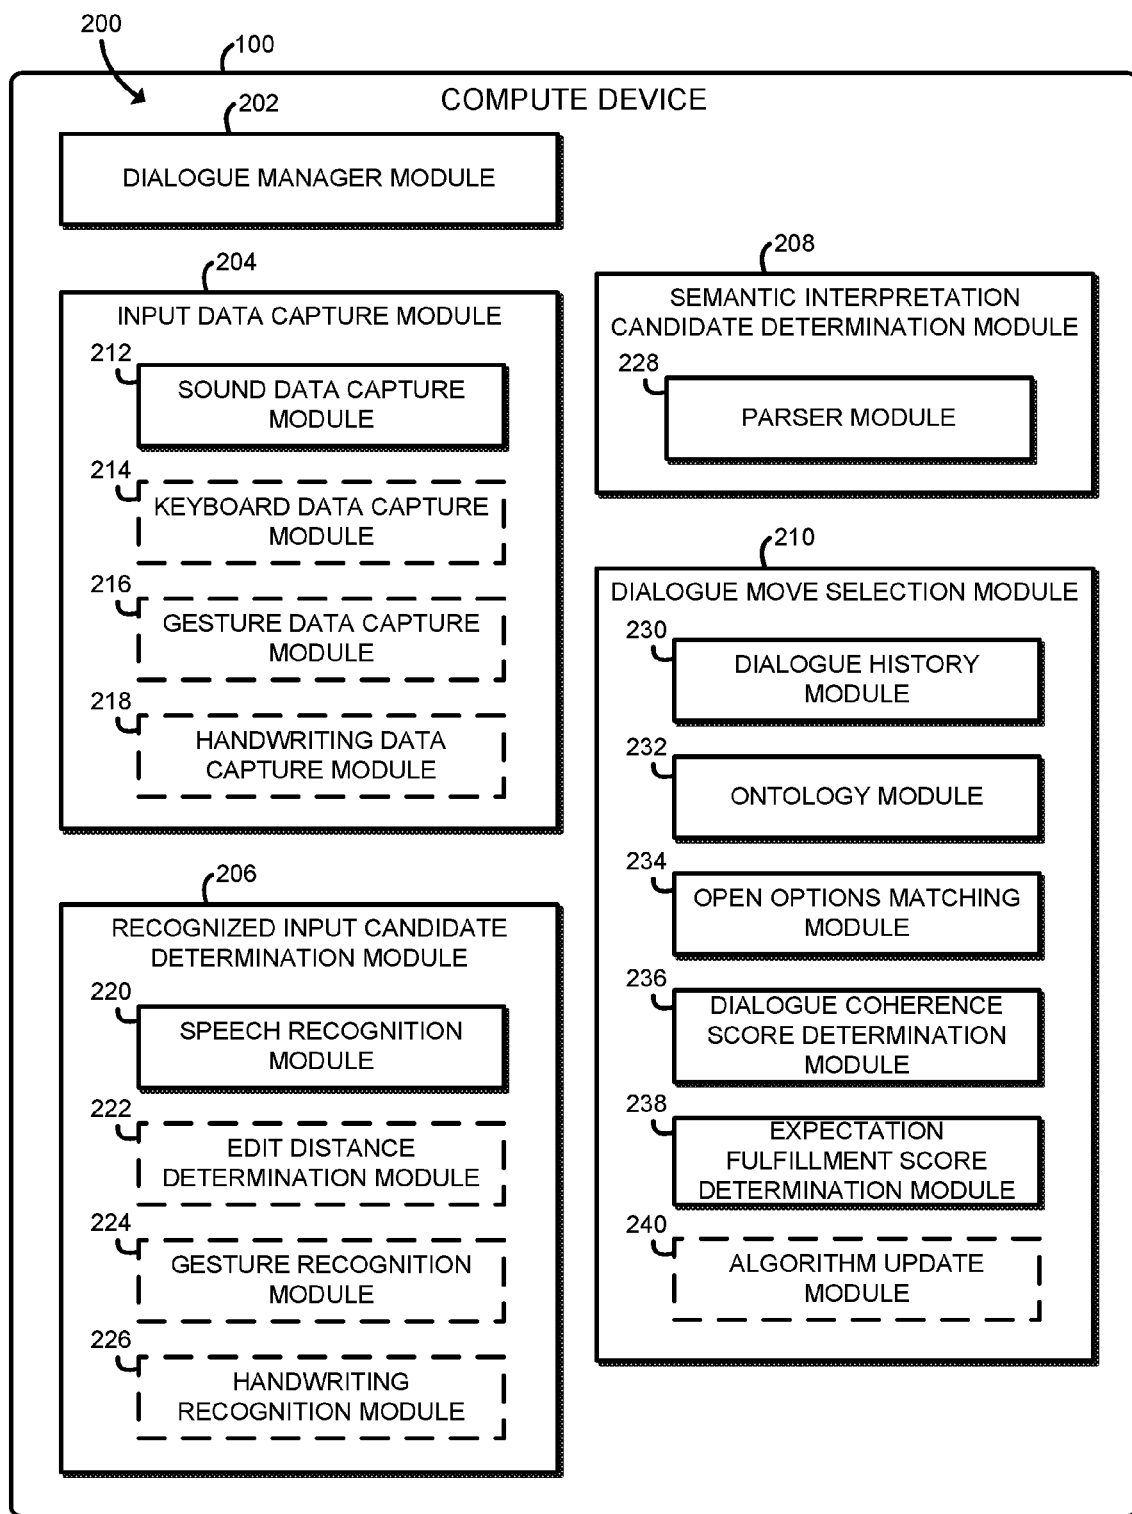 200
100
COMPUTE DEVICE
202
DIALOGUE MANAGER MODULE
204
INPUT DATA CAPTURE MODULE
212
SOUND DATA CAPTURE
MODULE
214
KEYBOARD DATA CAPTURE
MODULE
216
GESTURE DATA CAPTURE
MODULE
218
HANDWRITING DATA
CAPTURE MODULE
206
RECOGNIZED INPUT CANDIDATE
DETERMINATION MODULE
220
SPEECH RECOGNITION
MODULE
222
EDIT DISTANCE
DETERMINATION MODULE
224
GESTURE RECOGNITION
MODULE
226
HANDWRITING
RECOGNITION MODULE
208
SEMANTIC INTERPRETATION
CANDIDATE DETERMINATION MODULE
228
PARSER MODULE
210
DIALOGUE MOVE SELECTION MODULE
230
DIALOGUE HISTORY
MODULE
232
ONTOLOGY MODULE
234
OPEN OPTIONS MATCHING
MODULE
236
DIALOGUE COHERENCE
SCORE DETERMINATION
MODULE
238
EXPECTATION
FULFILLMENT SCORE
DETERMINATION MODULE
240
ALGORITHM UPDATE
MODULE